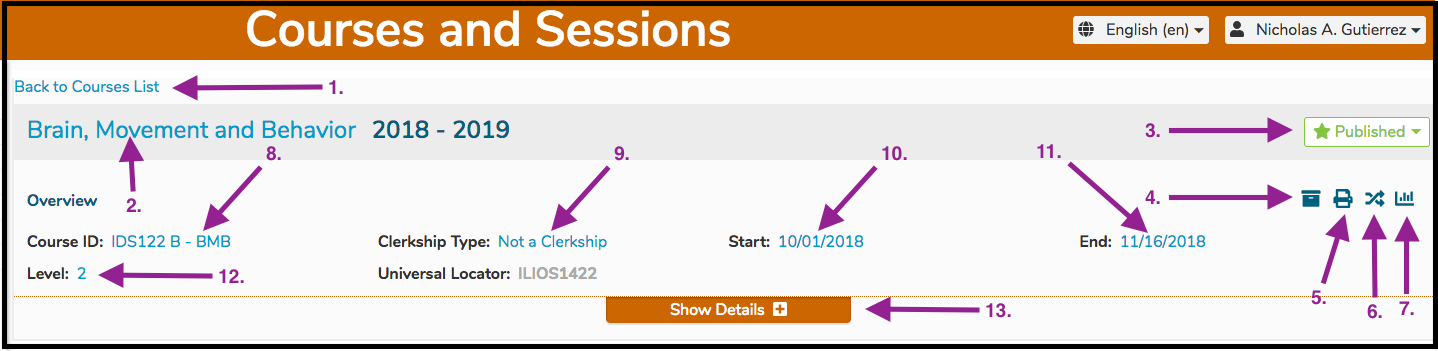 Courses and Sessions
English (en)
Nicholas A. Gutierrez
Back to Courses List
1.
Brain, Movement and Behavior 2018 - 2019
3.
Published
8.
9.
10.
11.
2.
4.
Overview
Course ID: IDS122 B - BMB
Clerkship Type: Not a Clerkship
Start: 10/01/2018
End: 11/16/2018
Level: 2
12.
Universal Locator: ILIOS1422
5.
6.
7.
Show Details
13.